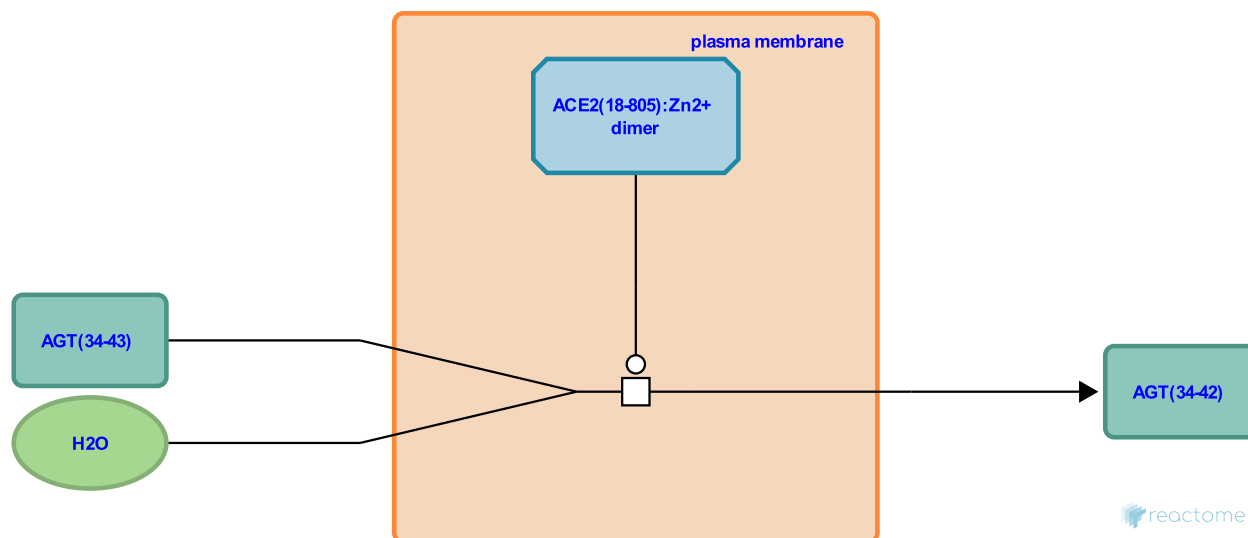 plasma membrane
ACE2(18-805):Zn2+
dimer
AGT(34-43)
AGT(34-42)
H2O
reactome